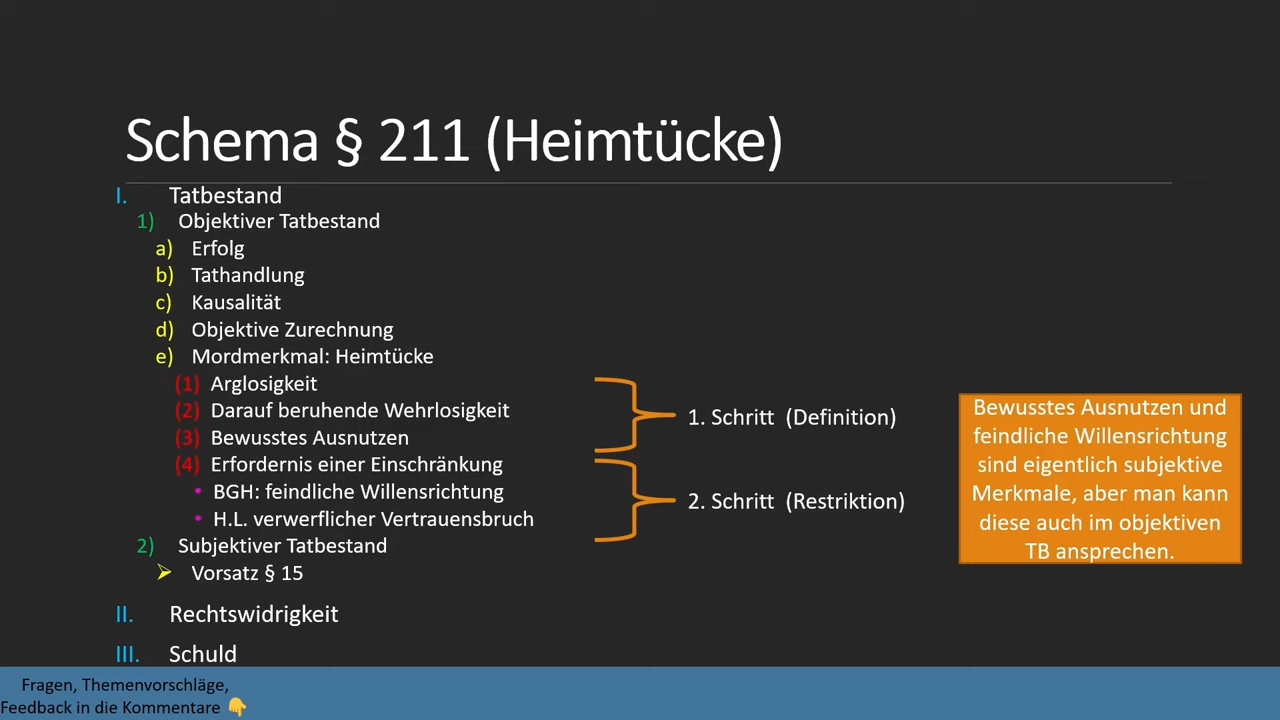 Schema § 211 (Heimtücke)
I. Tatbestand
1) Objektiver Tatbestand
a) Erfolg
b) Tathandlung
c) Kausalität
d) Objektive Zurechnung
e) Mordmerkmal: Heimtücke
(1) Arglosigkeit
(2) Darauf beruhende Wehrlosigkeit
(3) Bewusstes Ausnutzen
(4) Erfordernis einer Einschränkung
• BGH: feindliche Willensrichtung
• H.L. verwerflicher Vertrauensbruch
2) Subjektiver Tatbestand
➢ Vorsatz § 15
II. Rechtswidrigkeit
III. Schuld
1. Schritt (Definition)
2. Schritt (Restriktion)
Bewusstes Ausnutzen und
feindliche Willensrichtung
sind eigentlich subjektive
Merkmale, aber man kann
diese auch im objektiven
TB ansprechen.
Fragen, Themenvorschläge,
Feedback in die Kommentare 👇